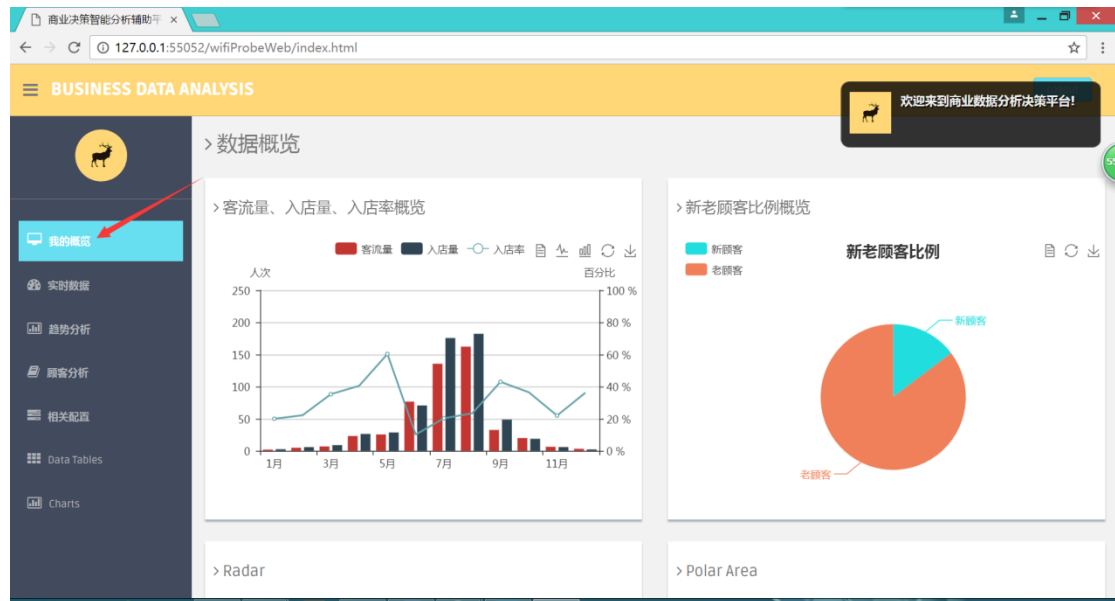 商业决策智能分析辅助平
127.0.0.1:55052/wifiProbeWeb/index.html
BUSINESS DATA ANALYSIS
欢迎来到商业数据分析决策平台!
55
我的概览
实时数据
趋势分析
顾客分析
相关配置
Data Tables
Charts
>数据概览
>客流量、入店量、入店率概览
客流量 入店量 入店率
人次 百分比
250 100 %
200 80 %
150 60 %
100 40 %
50 20 %
0 0 %
1月 3月 5月 7月 9月 11月
>新老顾客比例概览
新顾客
老顾客
新老顾客比例
新顾客
老顾客
>Radar
>Polar Area